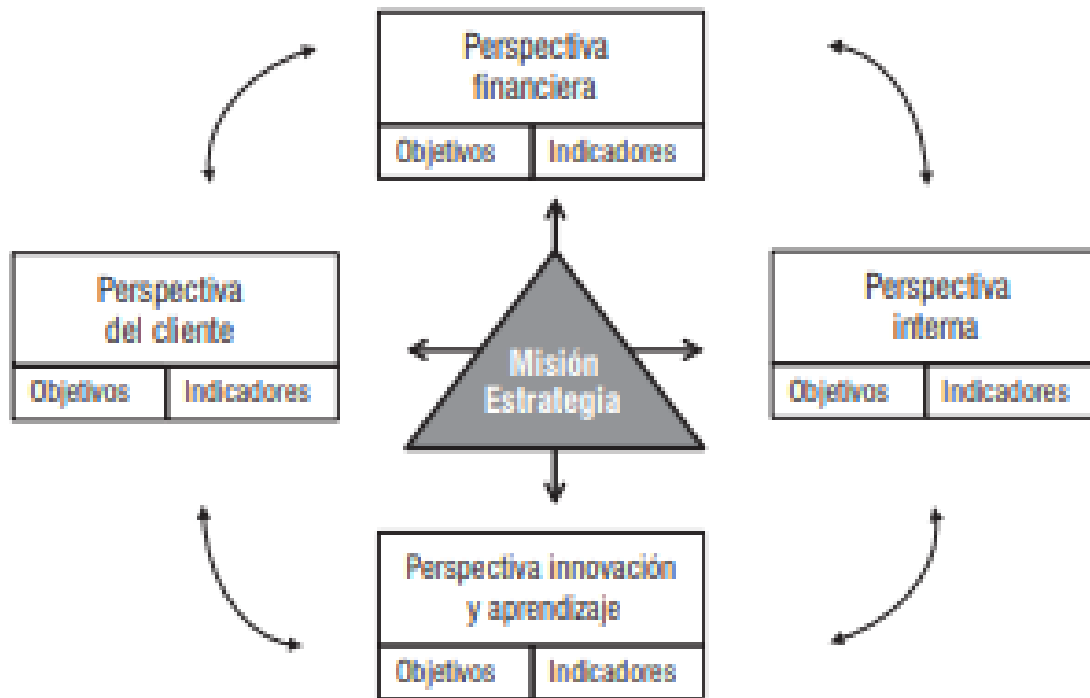 Perspectiva
financiera
Objetivos Indicadores
Perspectiva
del cliente
Objetivos Indicadores
Misión
Estrategia
Perspectiva
interna
Objetivos Indicadores
Perspectiva innovación
y aprendizaje
Objetivos Indicadores